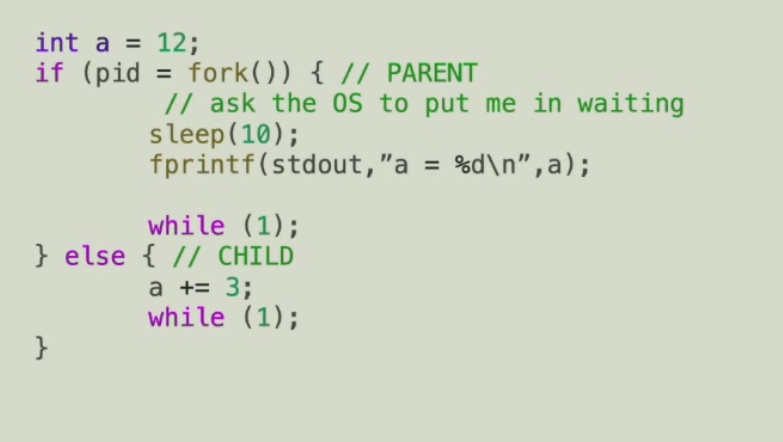 int a = 12;
if (pid = fork()) { // PARENT
// ask the OS to put me in waiting
sleep(10);
fprintf(stdout,”a = %d\n”,a);
while (1);
} else { // CHILD
a += 3;
while (1);
}